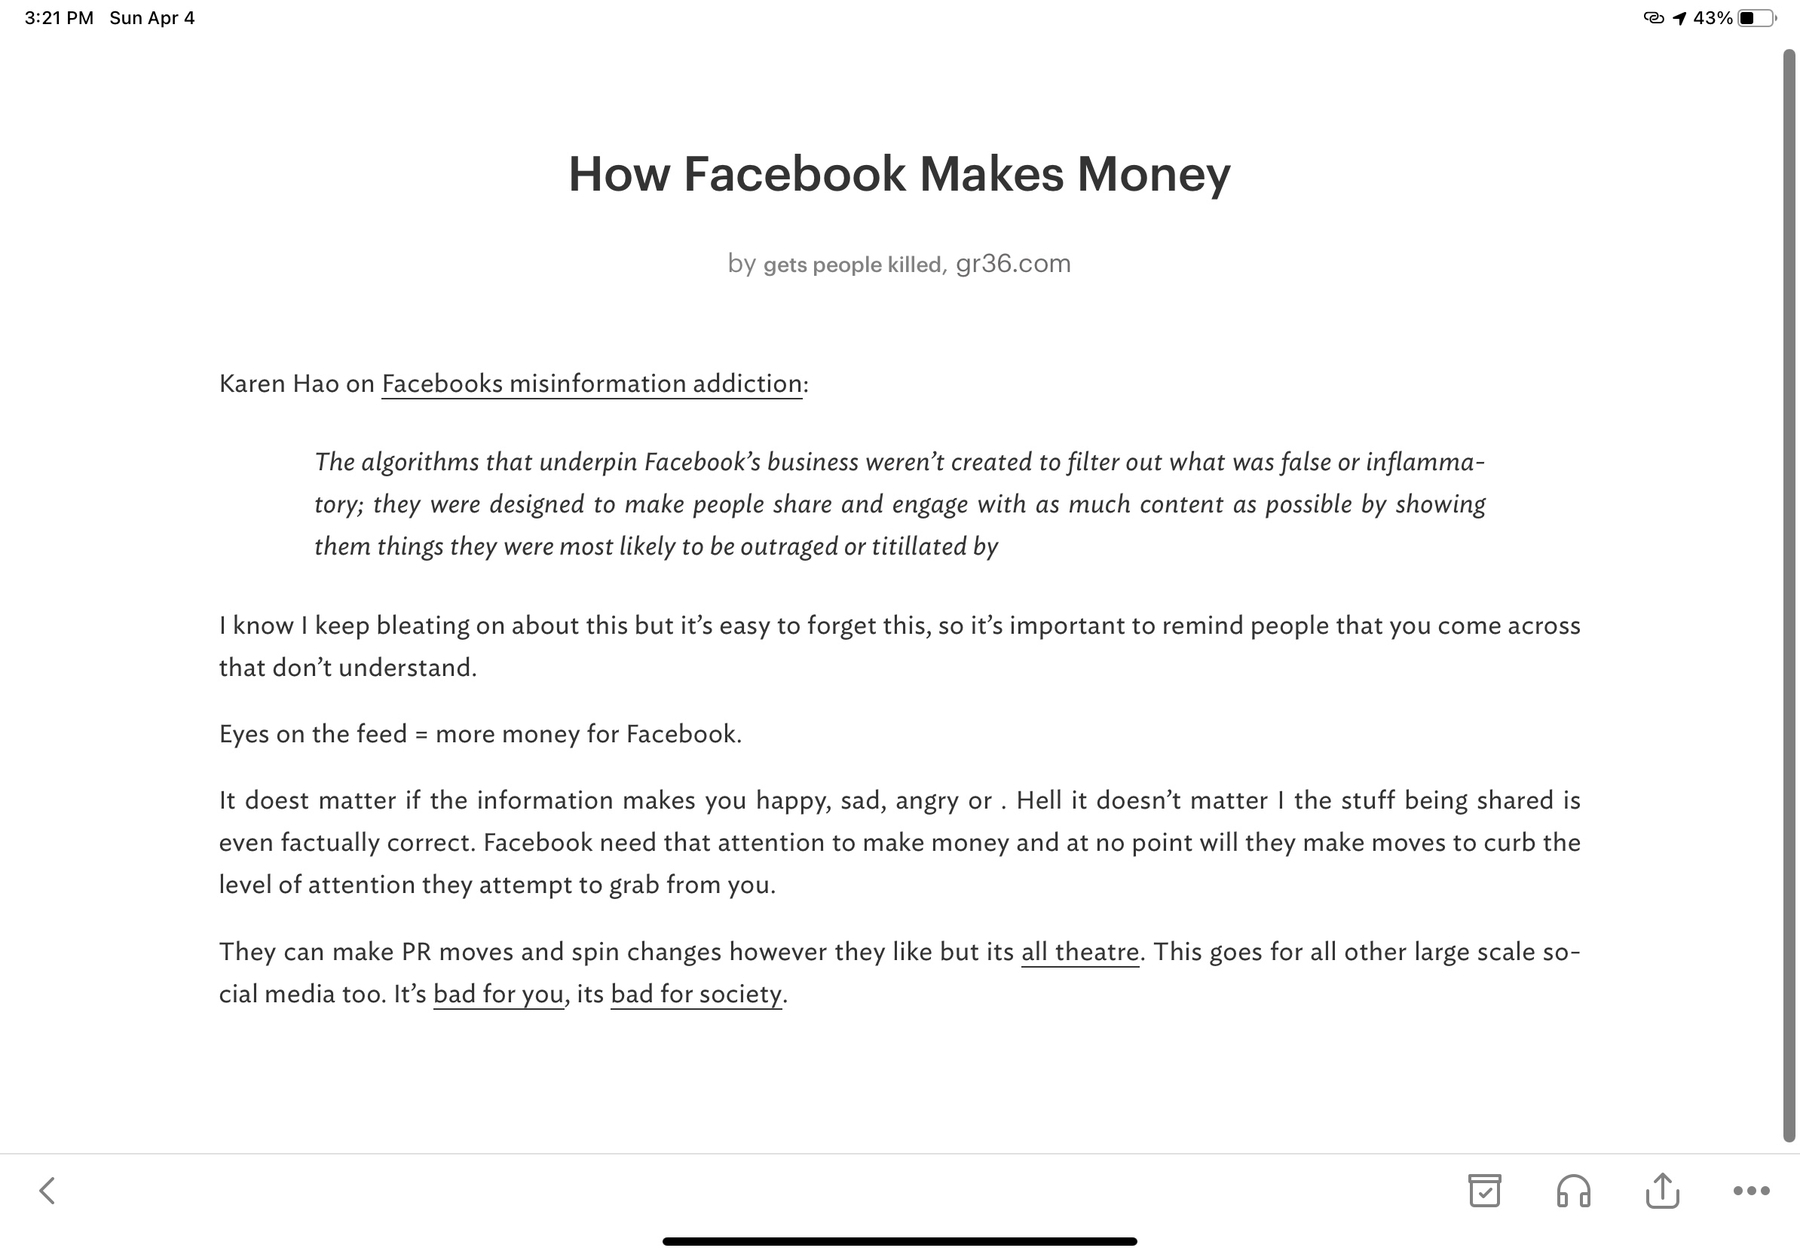 3:21 PM Sun Apr 4
43%
How Facebook Makes Money
by gets people killed, gr36.com
Karen Hao on Facebooks misinformation addiction:
The algorithms that underpin Facebook’s business weren’t created to filter out what was false or inflamma-
tory; they were designed to make people share and engage with as much content as possible by showing
them things they were most likely to be outraged or titillated by
I know I keep bleating on about this but it’s easy to forget this, so it’s important to remind people that you come across
that don’t understand.
Eyes on the feed = more money for Facebook.
It doest matter if the information makes you happy, sad, angry or . Hell it doesn’t matter I the stuff being shared is
even factually correct. Facebook need that attention to make money and at no point will they make moves to curb the
level of attention they attempt to grab from you.
They can make PR moves and spin changes however they like but its all theatre. This goes for all other large scale so-
cial media too. It’s bad for you, its bad for society.